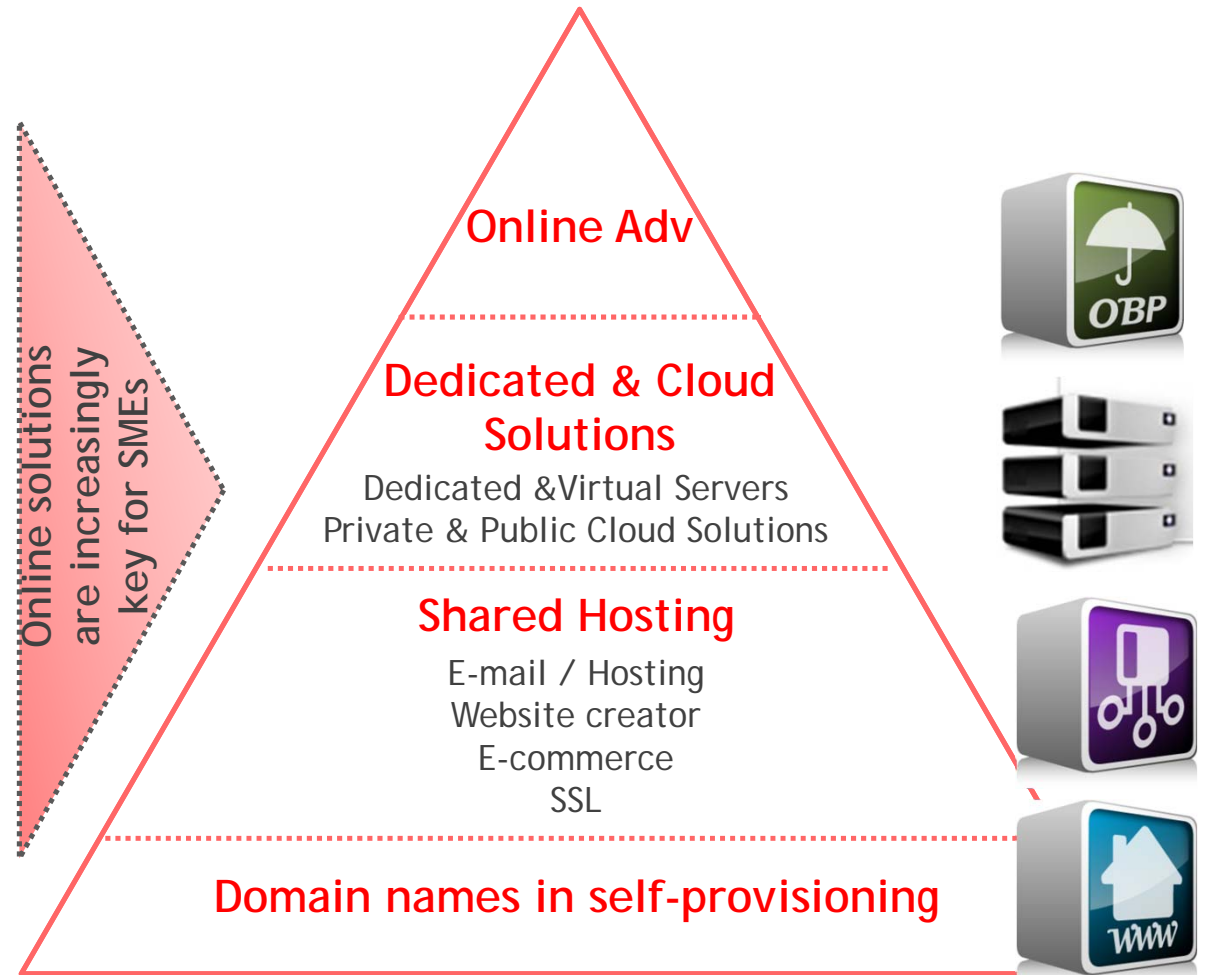 Online solutions
are increasingly
key for SMEs
Online Adv
OBP
Dedicated & Cloud
Solutions
Dedicated &Virtual Servers
Private & Public Cloud Solutions
Shared Hosting
E-mail / Hosting
Website creator
E-commerce
SSL
Domain names in self-provisioning
WWW